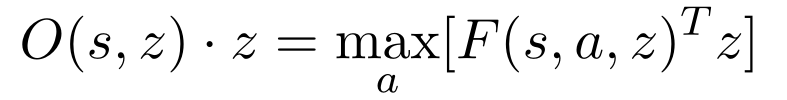 O(s, z) · z = max_a[F(s, a, z)^T z]